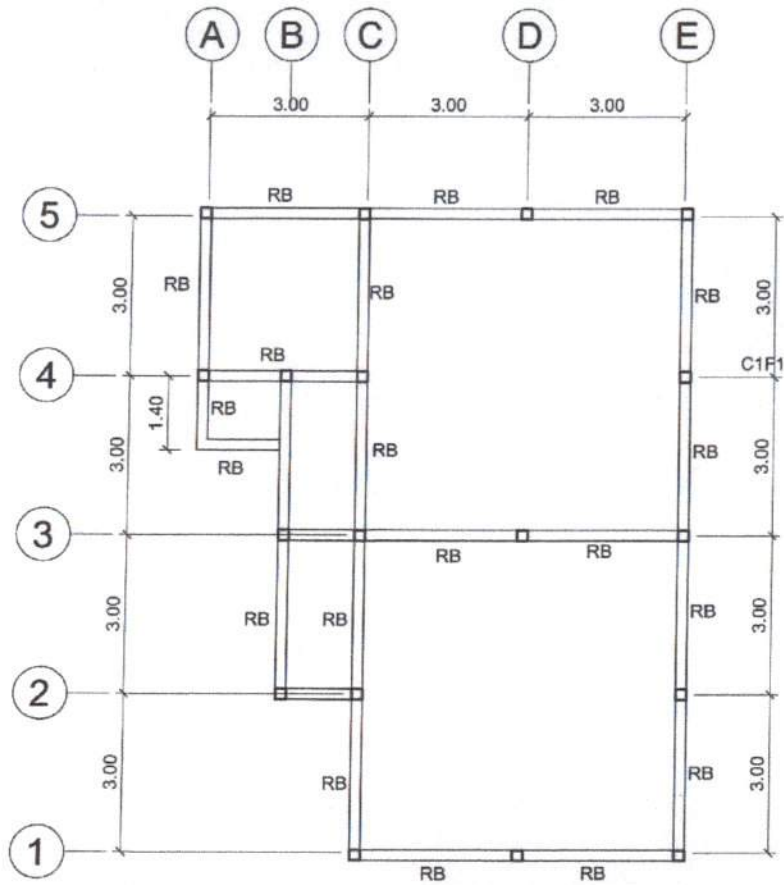 A B C D E
3.00 3.00 3.00
RB RB RB
5
RB RB RB
3.00 3.00
RB
4 C1F1
RB
1.40
3.00 RB RB 3.00
RB
3
RB RB
RB RB RB
3.00 3.00
2
RB RB
3.00 3.00
1
RB RB